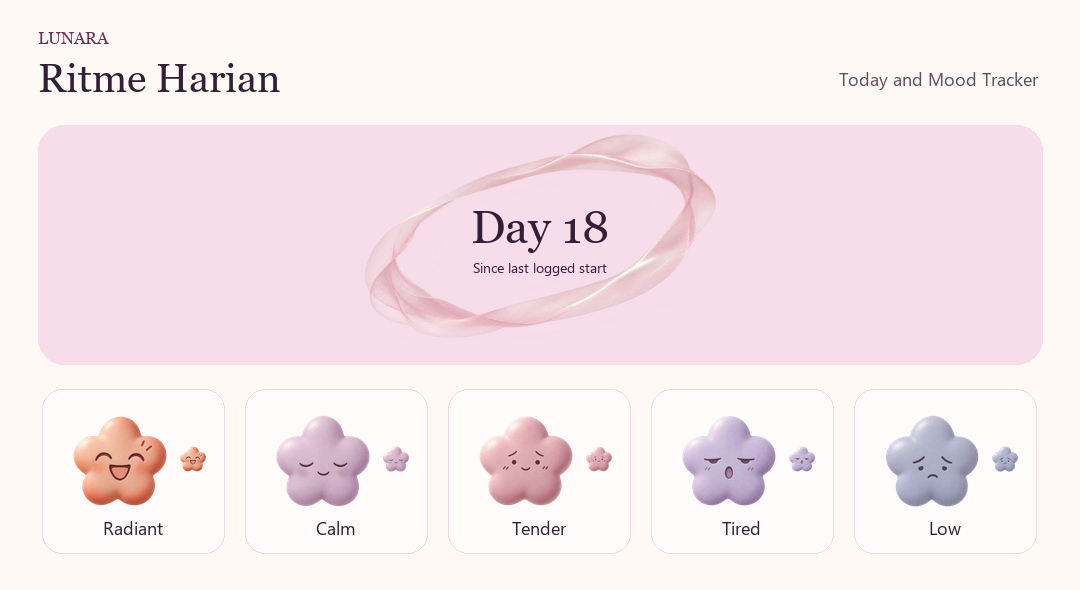 LUNARA
Ritme Harian
Today and Mood Tracker
Day 18
Since last logged start
Radiant
Calm
Tender
Tired
Low